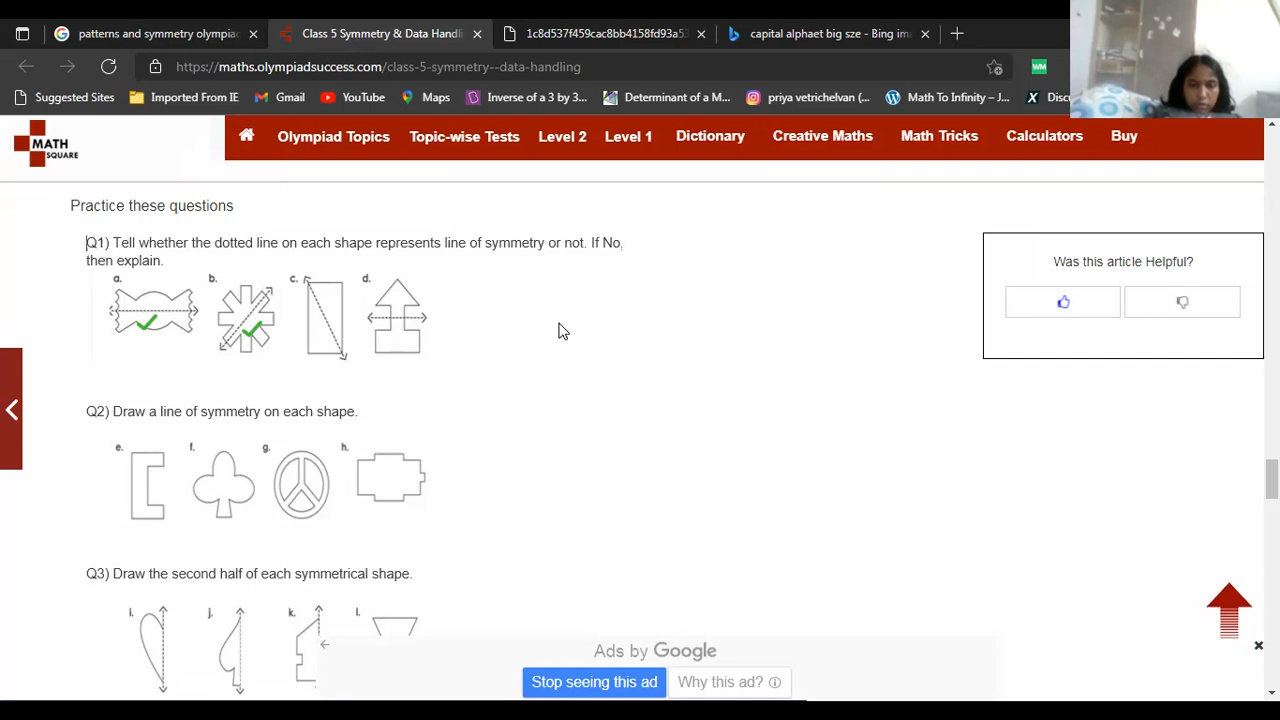 patterns and symmetry olympiad
Class 5 Symmetry & Data Handli
1c8d537f459cac8bb4158fd93a53
capital alphaet big sze - Bing ima
https://maths.olympiadsuccess.com/class-5-symmetry--data-handling
WM
Suggested Sites
Imported From IE
Gmail
YouTube
Maps
Inverse of a 3 by 3...
Determinant of a M...
priya vetrichelvan (...
Math To Infinity – J...
X Disc
MATH
SQUARE
Olympiad Topics
Topic-wise Tests
Level 2
Level 1
Dictionary
Creative Maths
Math Tricks
Calculators
Buy
Practice these questions
Q1) Tell whether the dotted line on each shape represents line of symmetry or not. If No,
then explain.
a. b. c. d.
Was this article Helpful?
Q2) Draw a line of symmetry on each shape.
e. f. g. h.
Q3) Draw the second half of each symmetrical shape.
i. j. k. l.
Ads by Google
Stop seeing this ad
Why this ad?